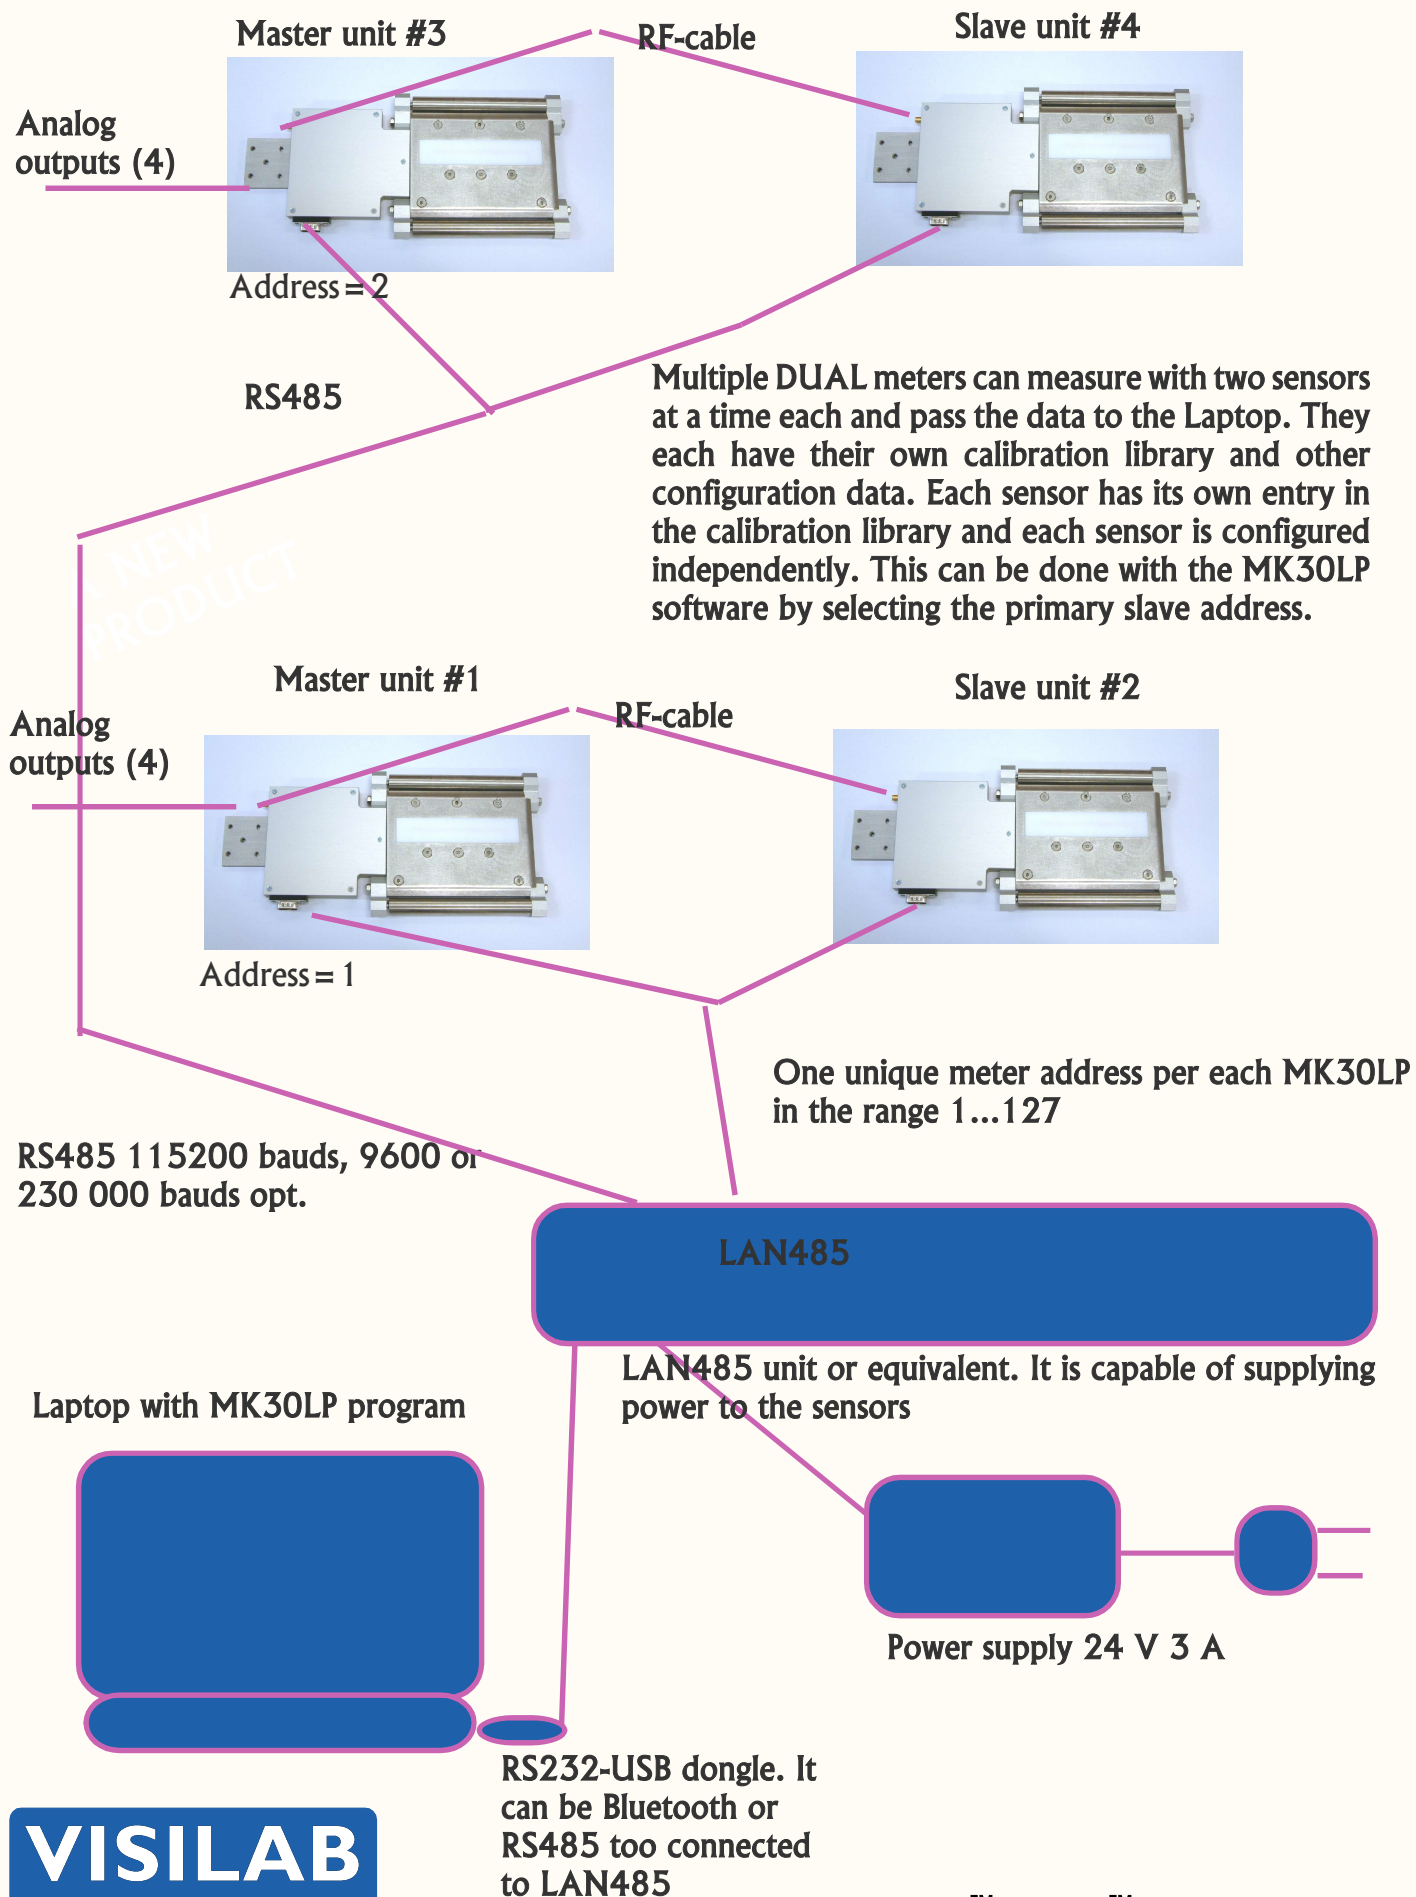 Master unit #3
RF-cable
Slave unit #4
Analog
outputs (4)
Address=2
RS485
Multiple DUAL meters can measure with two sensors
at a time each and pass the data to the Laptop. They
each have their own calibration library and other
configuration data. Each sensor has its own entry in
the calibration library and each sensor is configured
independently. This can be done with the MK30LP
software by selecting the primary slave address.
A NEW
PRODUCT
Master unit #1
RF-cable
Slave unit #2
Analog
outputs (4)
Address=1
One unique meter address per each MK30LP
in the range 1...127
RS485 115200 bauds, 9600 or
230 000 bauds opt.
LAN485
LAN485 unit or equivalent. It is capable of supplying
power to the sensors
Laptop with MK30LP program
Power supply 24 V 3 A
RS232-USB dongle. It
can be Bluetooth or
RS485 too connected
to LAN485
VISILAB